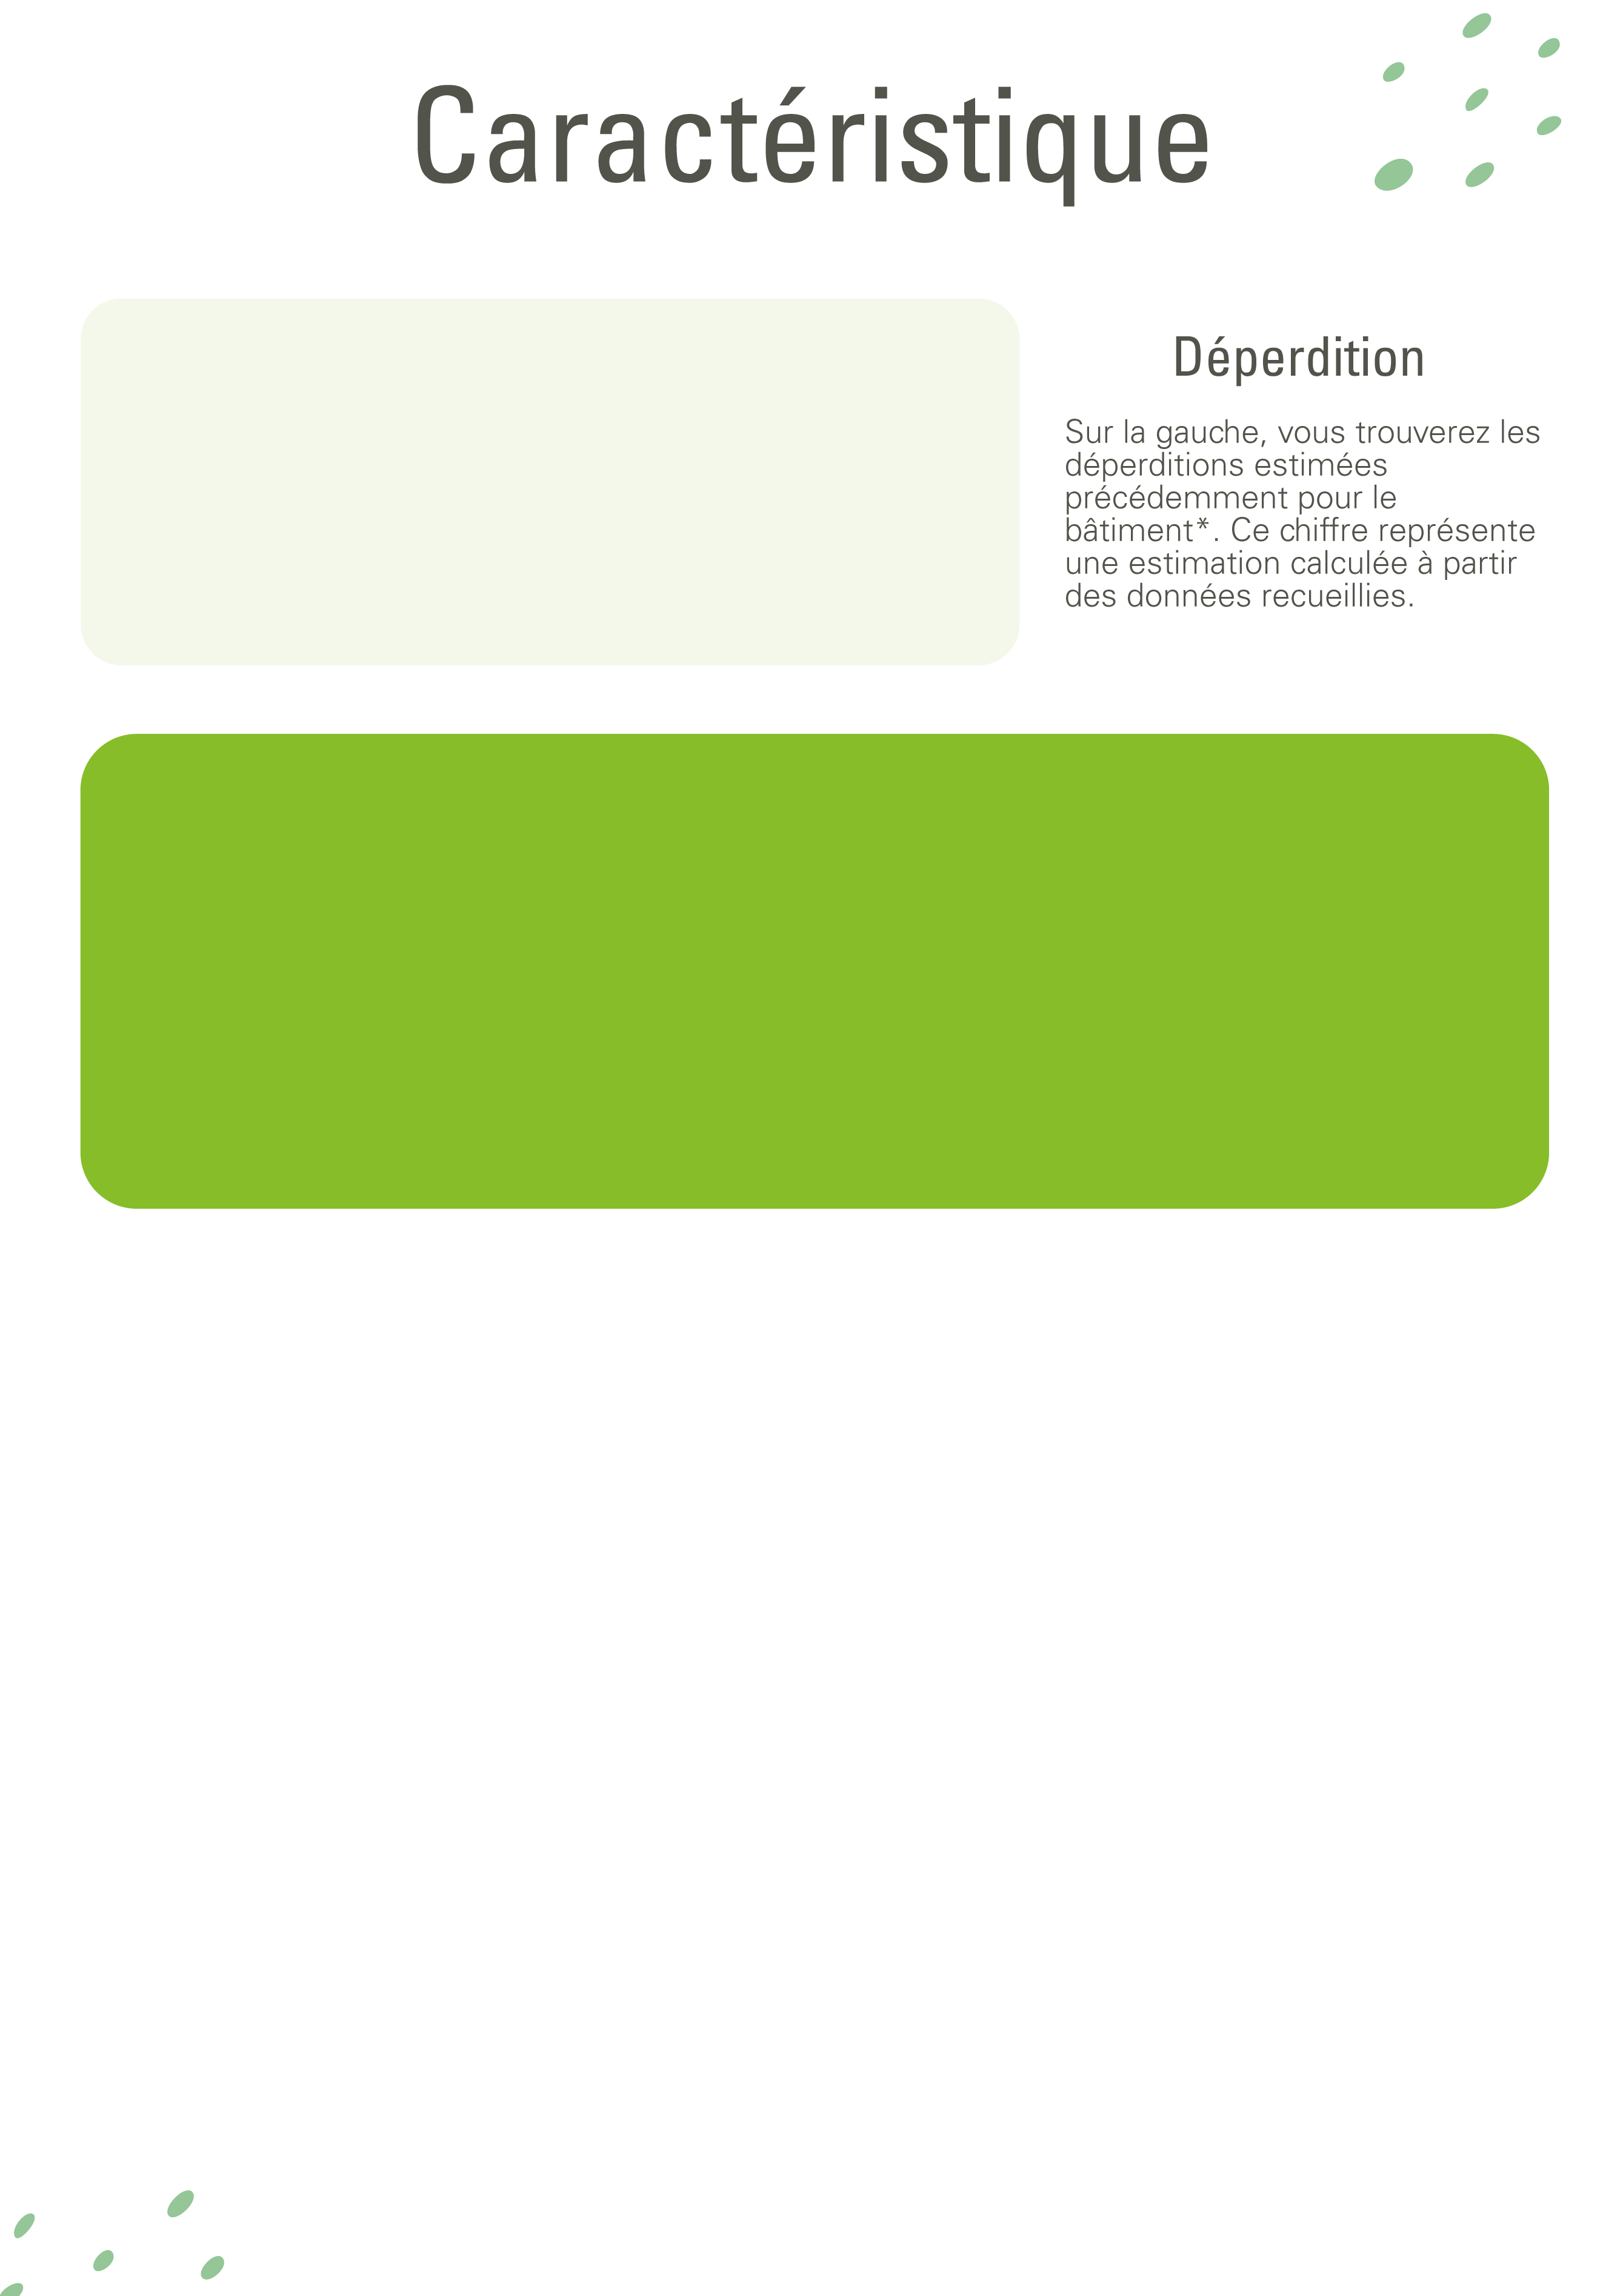 Caractéristique
Déperdition
Sur la gauche, vous trouverez les
déperditions estimées
précédemment pour le
bâtiment*. Ce chiffre représente
une estimation calculée à partir
des données recueillies.